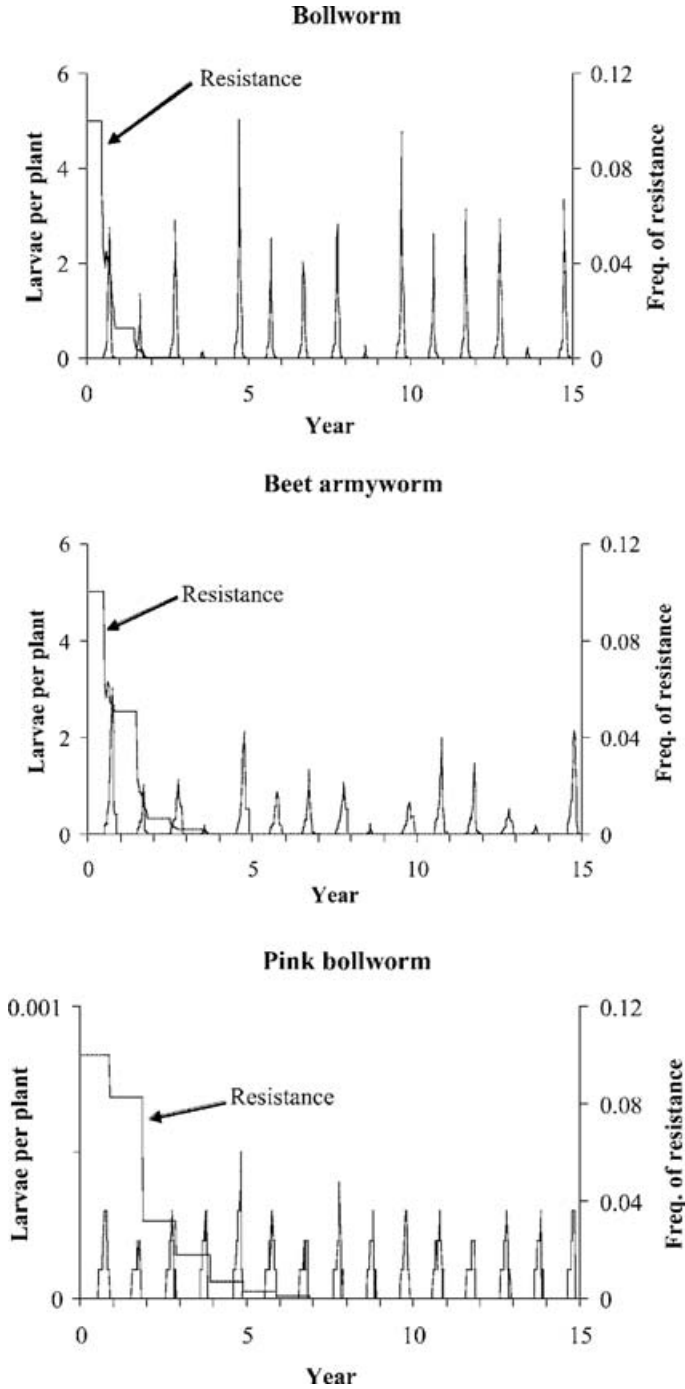 Bollworm
6
4
2
0
Larvae per plant
Resistance
0.12
0.08
0.04
0
Freq. of resistance
0
5
10
15
Year
Beet armyworm
6
4
2
0
Larvae per plant
Resistance
0.12
0.08
0.04
0
Freq. of resistance
0
5
10
15
Year
Pink bollworm
0.001
0
Larvae per plant
Resistance
0.12
0.08
0.04
0
Freq. of resistance
0
5
10
15
Year